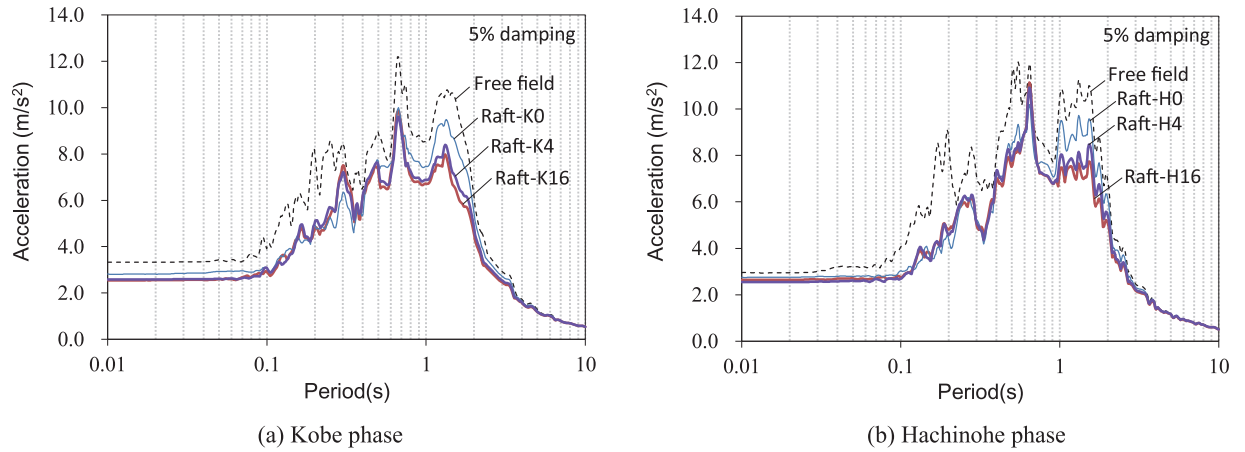 14.0
12.0
10.0
8.0
6.0
4.0
2.0
0.0
Acceleration (m/s²)
5% damping
Free field
Raft-K0
Raft-K4
Raft-K16
0.01
0.1
1
10
Period(s)
(a) Kobe phase
14.0
12.0
10.0
8.0
6.0
4.0
2.0
0.0
Acceleration (m/s²)
5% damping
Free field
Raft-H0
Raft-H4
Raft-H16
0.01
0.1
1
10
Period(s)
(b) Hachinohe phase